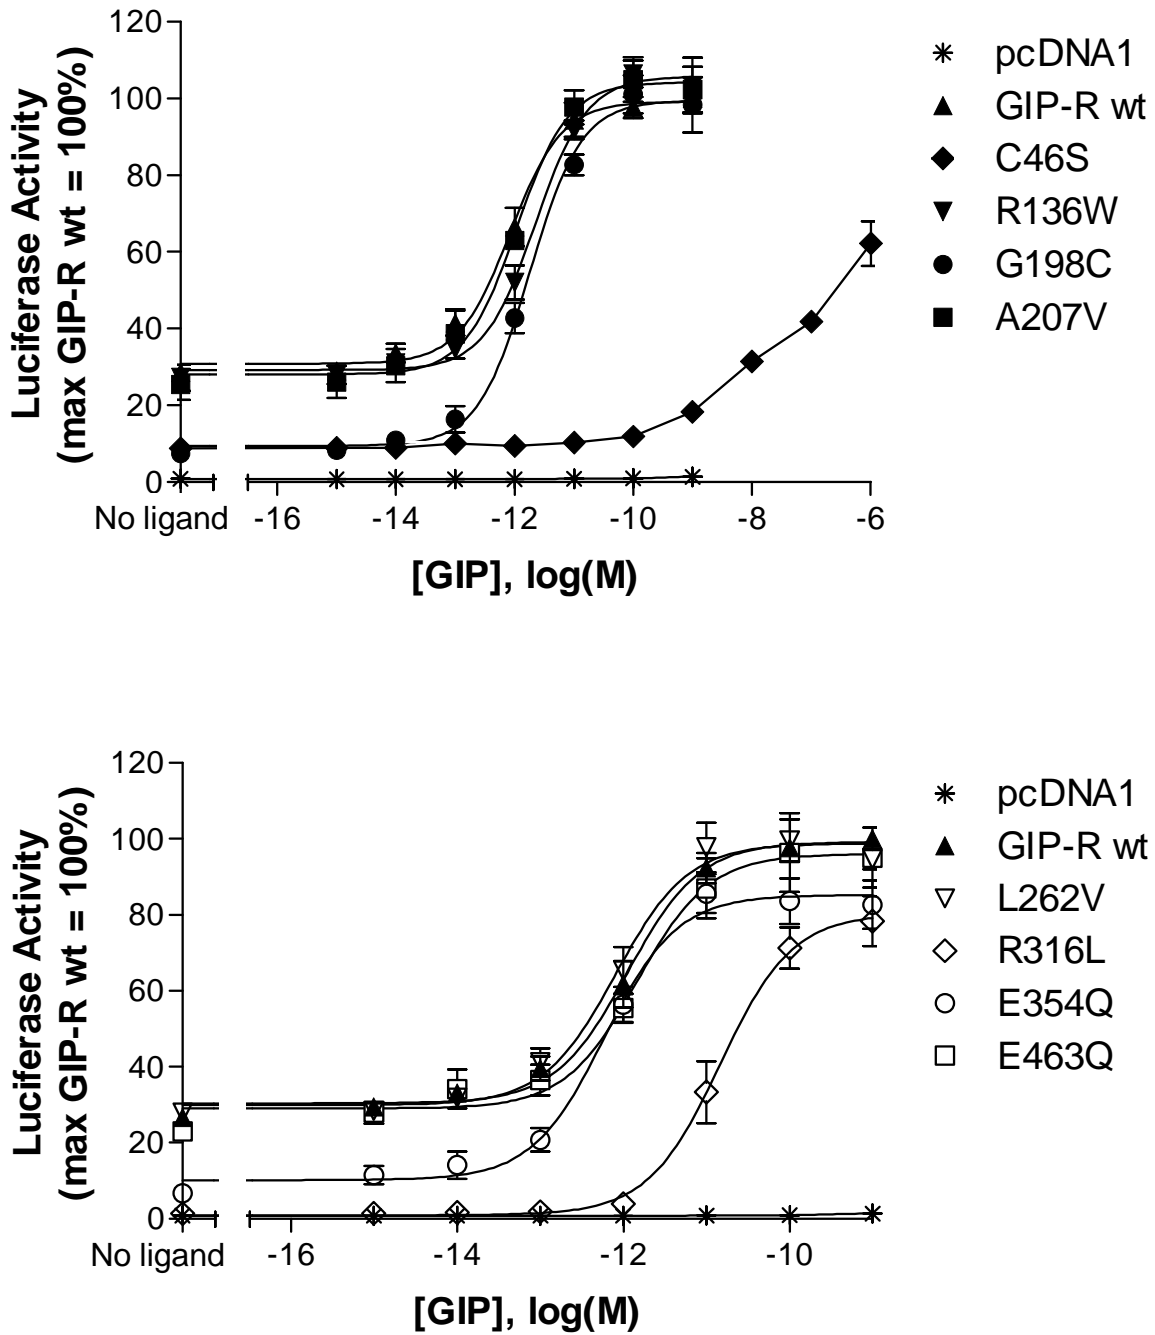 Luciferase Activity
(max GIP-R wt = 100%)
120
100
80
60
40
20
0
No ligand -16 -14 -12 -10 -8 -6
[GIP], log(M)
pcDNA1
GIP-R wt
C46S
R136W
G198C
A207V
Luciferase Activity
(max GIP-R wt = 100%)
120
100
80
60
40
20
0
No ligand -16 -14 -12 -10
[GIP], log(M)
pcDNA1
GIP-R wt
L262V
R316L
E354Q
E463Q